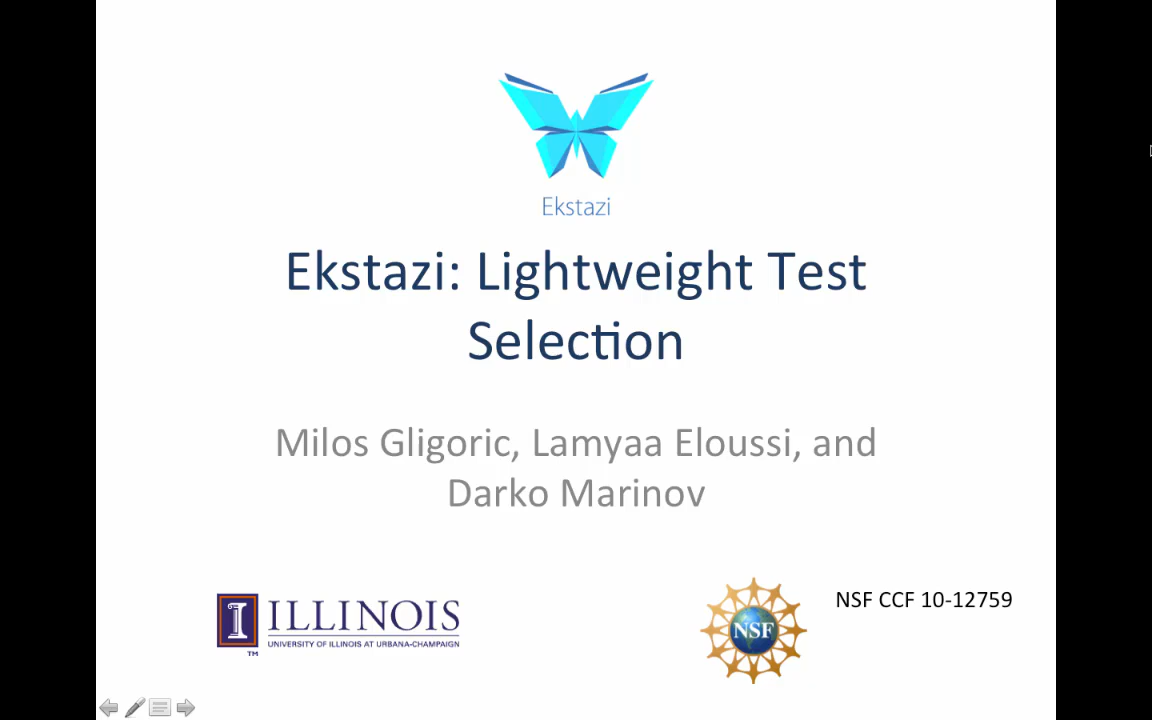 Ekstazi
Ekstazi: Lightweight Test
Selection
Milos Gligoric, Lamyaa Eloussi, and
Darko Marinov
I ILLINOIS
UNIVERSITY OF ILLINOIS AT URBANA-CHAMPAIGN
TM
NSF
NSF CCF 10-12759